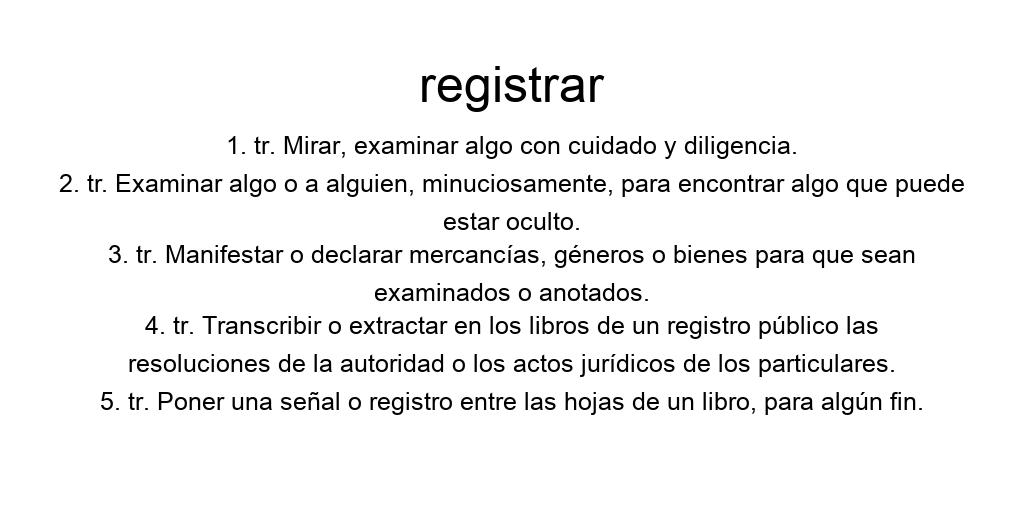 registrar
1. tr. Mirar, examinar algo con cuidado y diligencia.
2. tr. Examinar algo o a alguien, minuciosamente, para encontrar algo que puede
estar oculto.
3. tr. Manifestar o declarar mercancías, géneros o bienes para que sean
examinados o anotados.
4. tr. Transcribir o extractar en los libros de un registro público las
resoluciones de la autoridad o los actos jurídicos de los particulares.
5. tr. Poner una señal o registro entre las hojas de un libro, para algún fin.